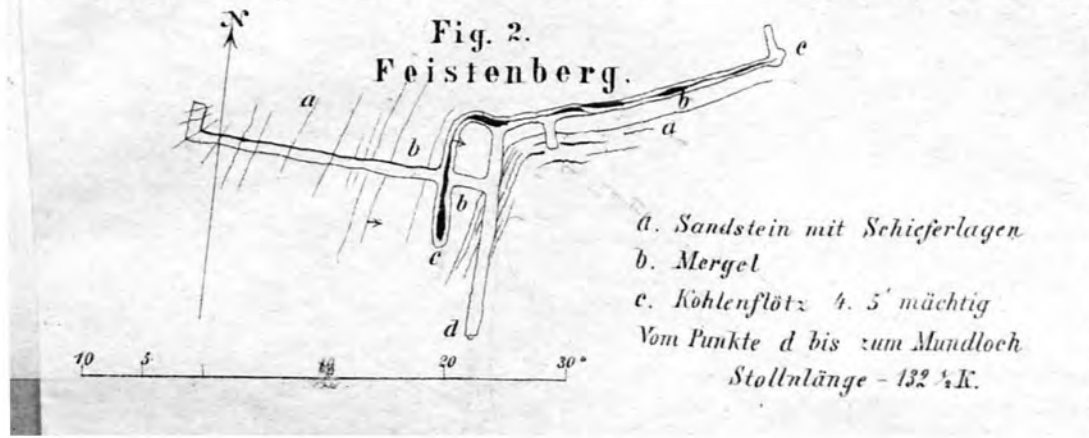 N
Fig. 2.
Feistenberg.
a
b
c
b
a
b
c
d
a. Sandstein mit Schieferlagen
b. Mergel
c. Kohlenflötz 4. 5' mächtig
Vom Punkte d bis zum Mundloch
Stollnlänge - 132 ½ K.
10 5. 10 20 30°